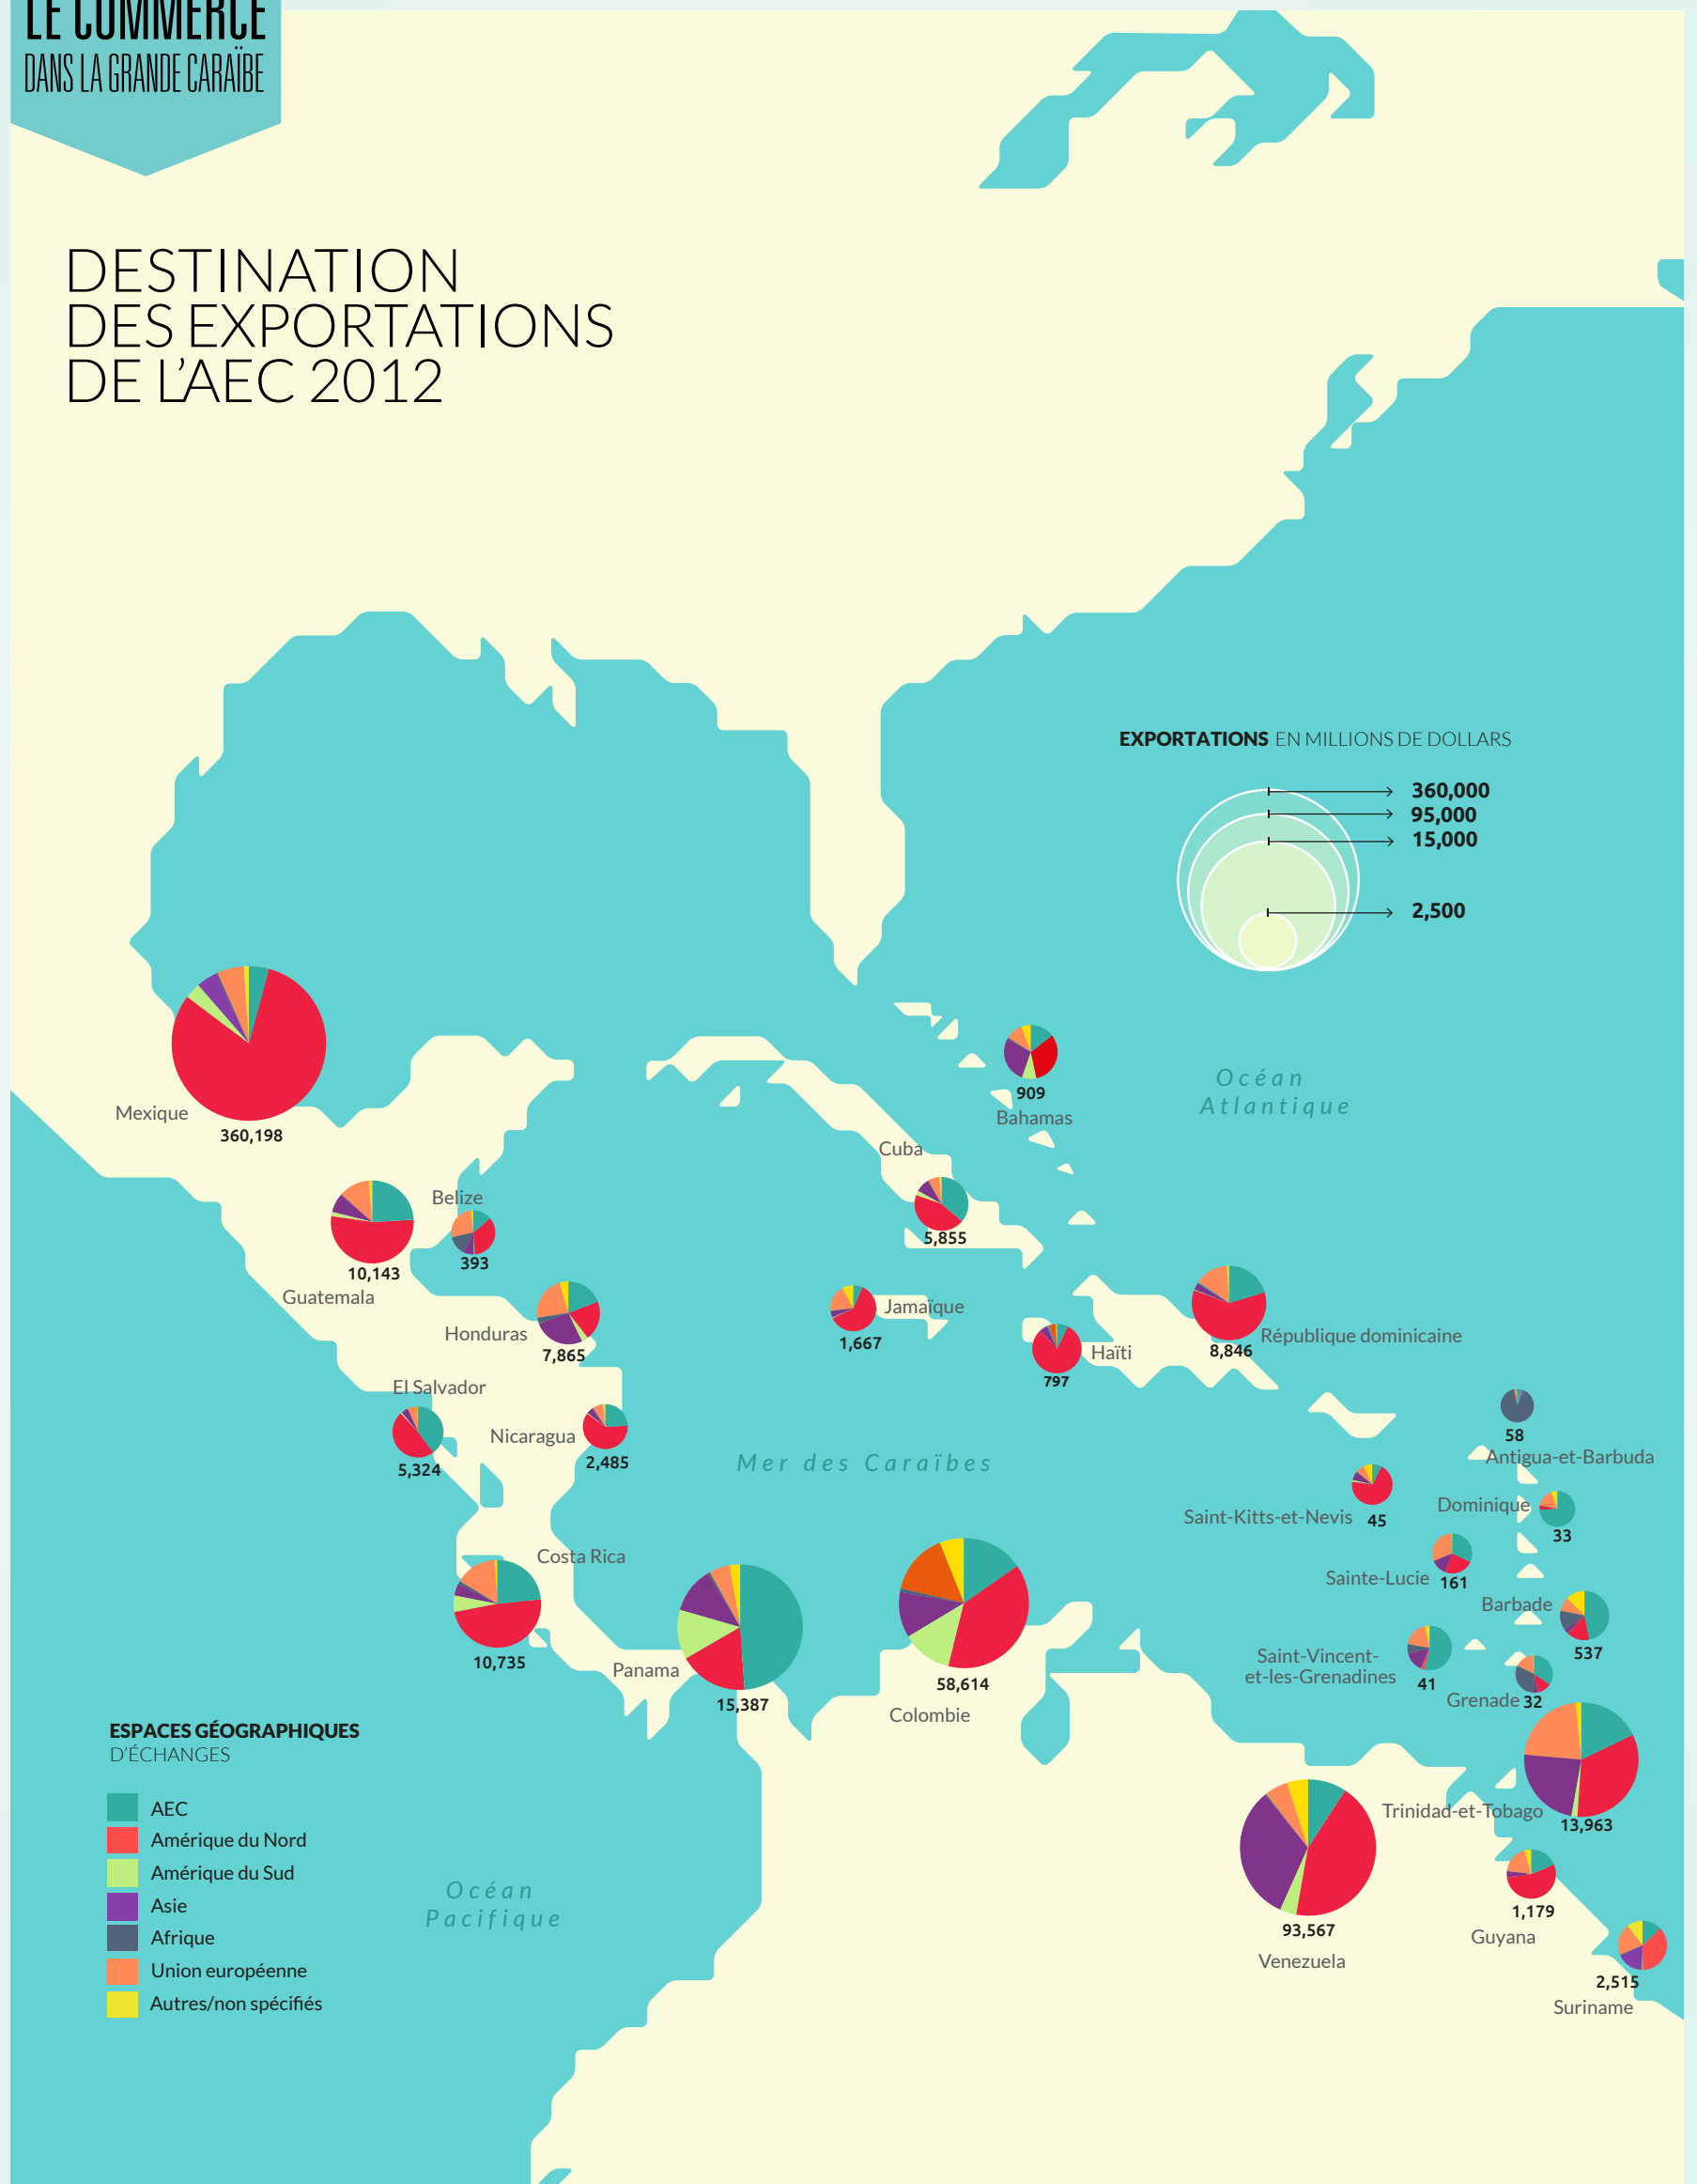 LE COMMERCE
DANS LA GRANDE CARAÏBE
DESTINATION
DES EXPORTATIONS
DE L'AEC 2012
EXPORTATIONS EN MILLIONS DE DOLLARS
360,000
95,000
15,000
2,500
Mexique
360,198
909
Bahamas
Océan
Atlantique
Cuba
5,855
Belize
393
10,143
Guatemala
Honduras
7,865
Jamaïque
1,667
Haïti
797
République dominicaine
8,846
El Salvador
5,324
Nicaragua
2,485
Mer des Caraïbes
58
Antigua-et-Barbuda
Saint-Kitts-et-Nevis
45
Dominique
33
Sainte-Lucie
161
Costa Rica
10,735
Panama
15,387
58,614
Colombie
Barbade
537
Saint-Vincent-
et-les-Grenadines
41
Grenade
32
Trinidad-et-Tobago
13,963
93,567
Venezuela
1,179
Guyana
2,515
Suriname
ESPACES GÉOGRAPHIQUES
D'ÉCHANGES
AEC
Amérique du Nord
Amérique du Sud
Asie
Afrique
Union européenne
Autres/non spécifiés
Océan
Pacifique